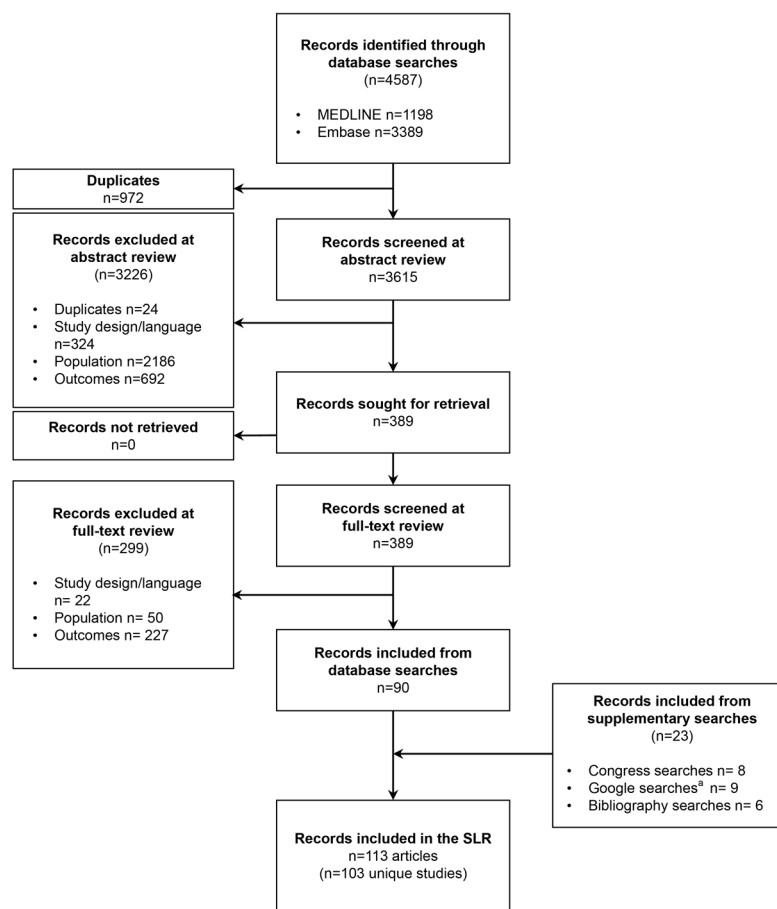 Records identified through
database searches
(n=4587)
• MEDLINE n=1198
• Embase n=3389
Duplicates
n=972
Records excluded at
abstract review
(n=3226)
• Duplicates n=24
• Study design/language
n=324
• Population n=2186
• Outcomes n=692
Records screened at
abstract review
n=3615
Records sought for retrieval
n=389
Records not retrieved
n=0
Records screened at
full-text review
n=389
Records excluded at
full-text review
(n=299)
• Study design/language
n= 22
• Population n= 50
• Outcomes n= 227
Records included from
database searches
n=90
Records included from
supplementary searches
(n=23)
• Congress searches n= 8
• Google searchesᵃ n= 9
• Bibliography searches n= 6
Records included in the SLR
n=113 articles
(n=103 unique studies)